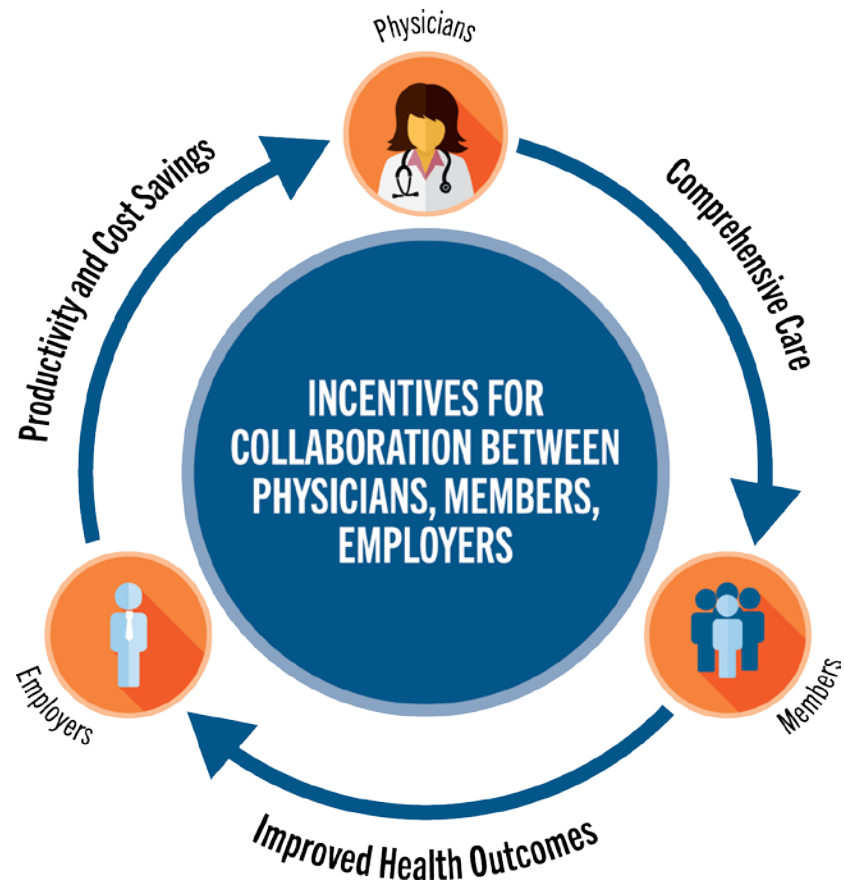 Physicians
Productivity and Cost Savings
Comprehensive Care
INCENTIVES FOR
COLLABORATION BETWEEN
PHYSICIANS, MEMBERS,
EMPLOYERS
Employers
Members
Improved Health Outcomes